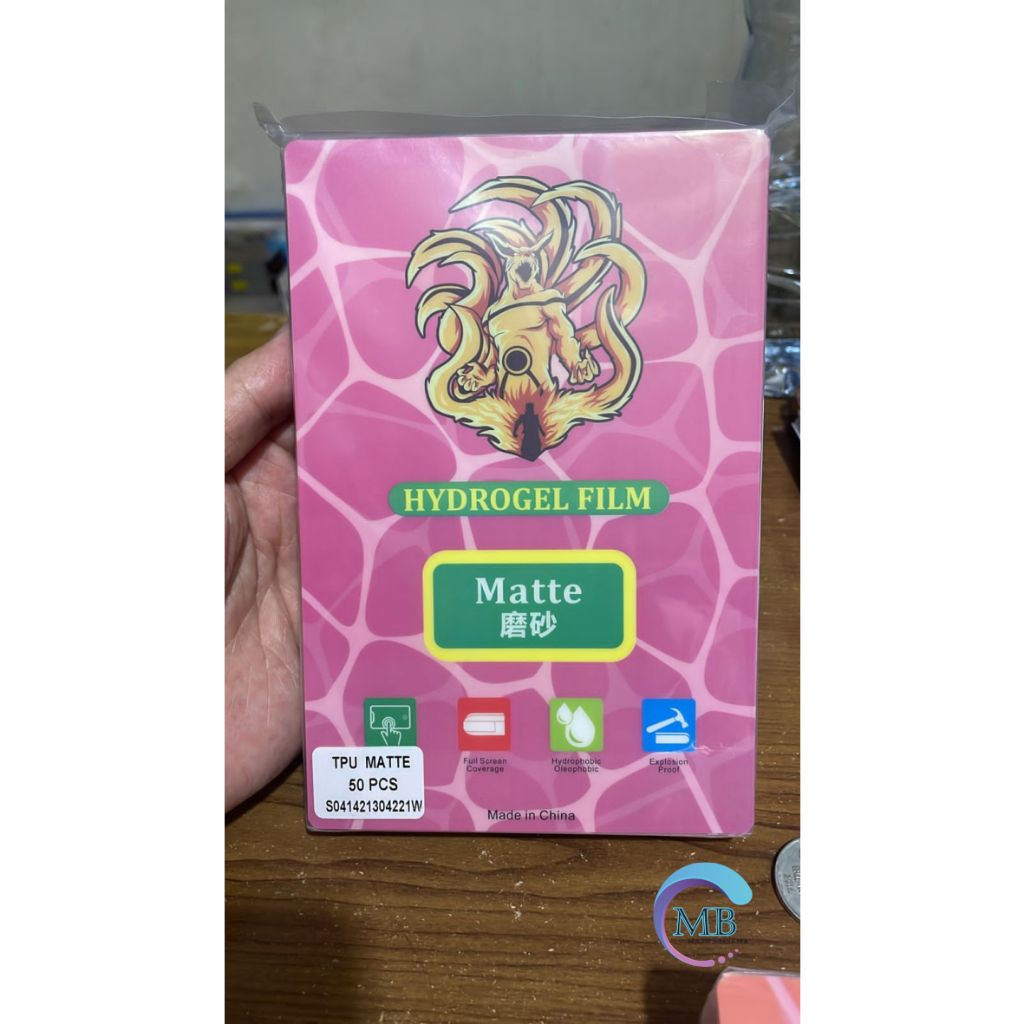 HYDROGEL FILM
Matte
磨砂
Full Screen
Coverage
Hydrophobic
Oleophobic
Explosion
Proof
TPU MATTE
50 PCS
S041421304221W
Made in China
MB